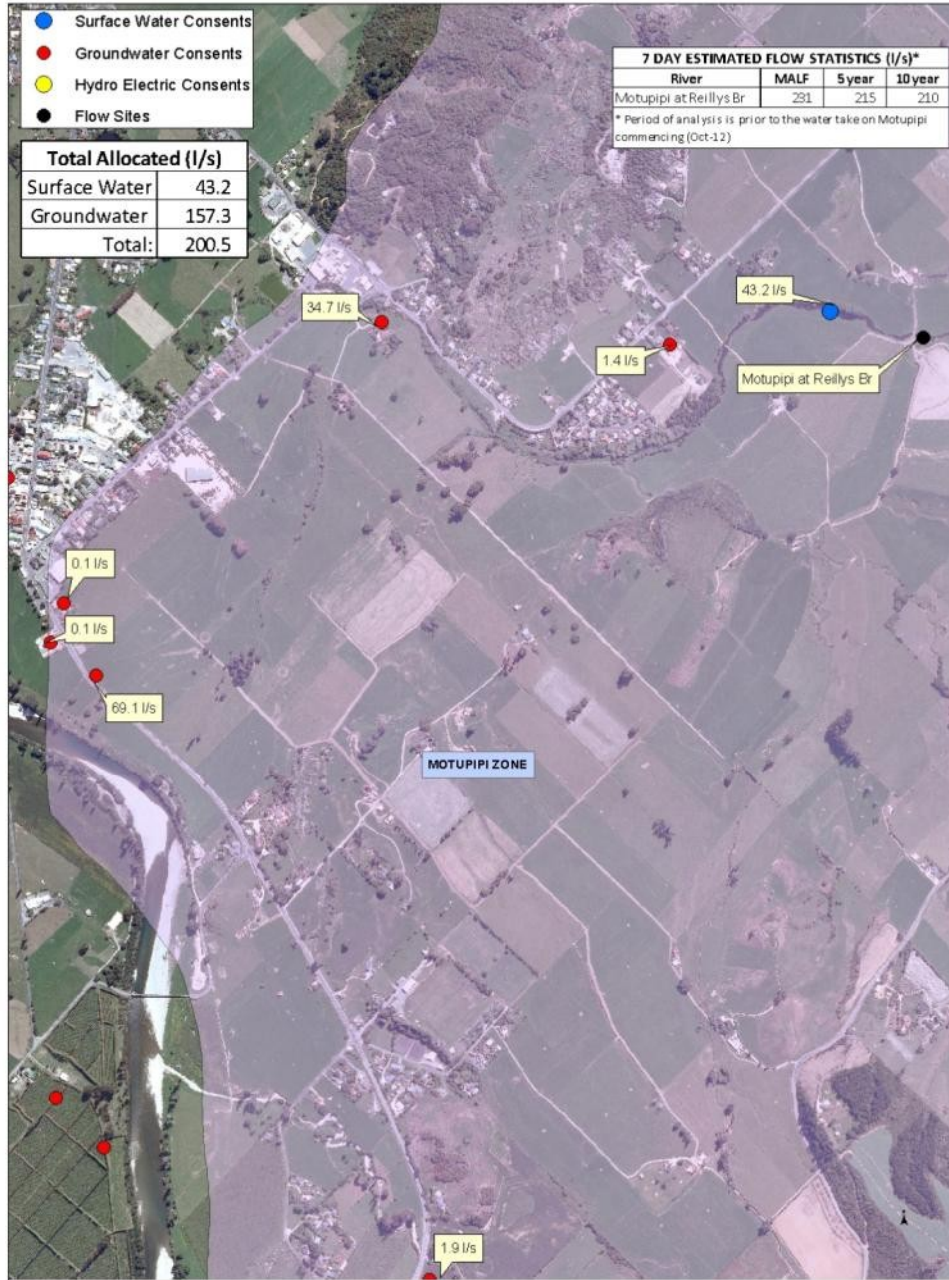 Surface Water Consents
Groundwater Consents
Hydro Electric Consents
Flow Sites
Total Allocated (l/s)
Surface Water 43.2
Groundwater 157.3
Total: 200.5
7 DAY ESTIMATED FLOW STATISTICS (l/s)*
River MALF 5 year 10 year
Motupipi at Reillys Br 231 215 210
* Period of analysis is prior to the water take on Motupipi
commencing (Oct-12)
43.2 l/s
34.7 l/s
1.4 l/s
Motupipi at Reillys Br
0.1 l/s
0.1 l/s
69.1 l/s
MOTUPIPI ZONE
1.9 l/s